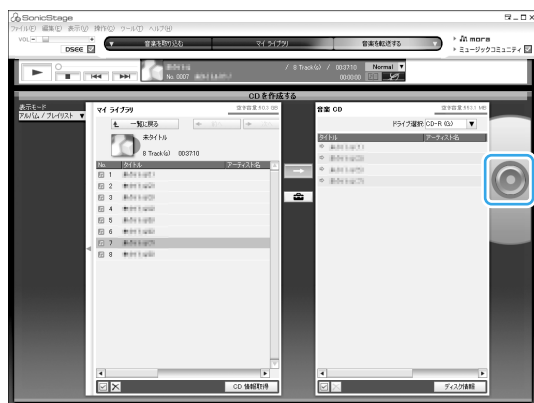 SonicStage
ファイル(F) 編集(E) 表示(V) 操作(O) ツール(T) ヘルプ(H)
VOL - +
DSEE
音楽を取り込む
マイ ライブラリ
音楽を転送する
more
ミュージックコミュニティ
No. 0007
/ 8 Track(s) / 00:37:10
00:00:00
Normal
CDを作成する
表示モード
アルバム / プレイリスト
マイ ライブラリ
一覧に戻る
未タイトル
8 Track(s) 00:37:10
No. タイトル アーティスト名
1
2
3
4
5
6
7
8
CD 情報取得
音楽 CD
ドライブ選択 CD-R (G:)
タイトル アーティスト名
ディスク情報